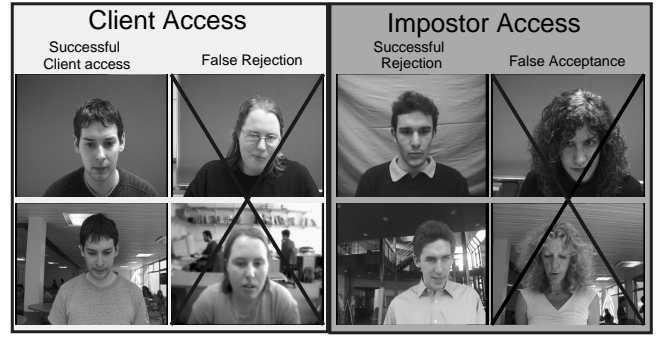 Client Access
Impostor Access
Successful
Client access
False Rejection
Successful
Rejection
False Acceptance